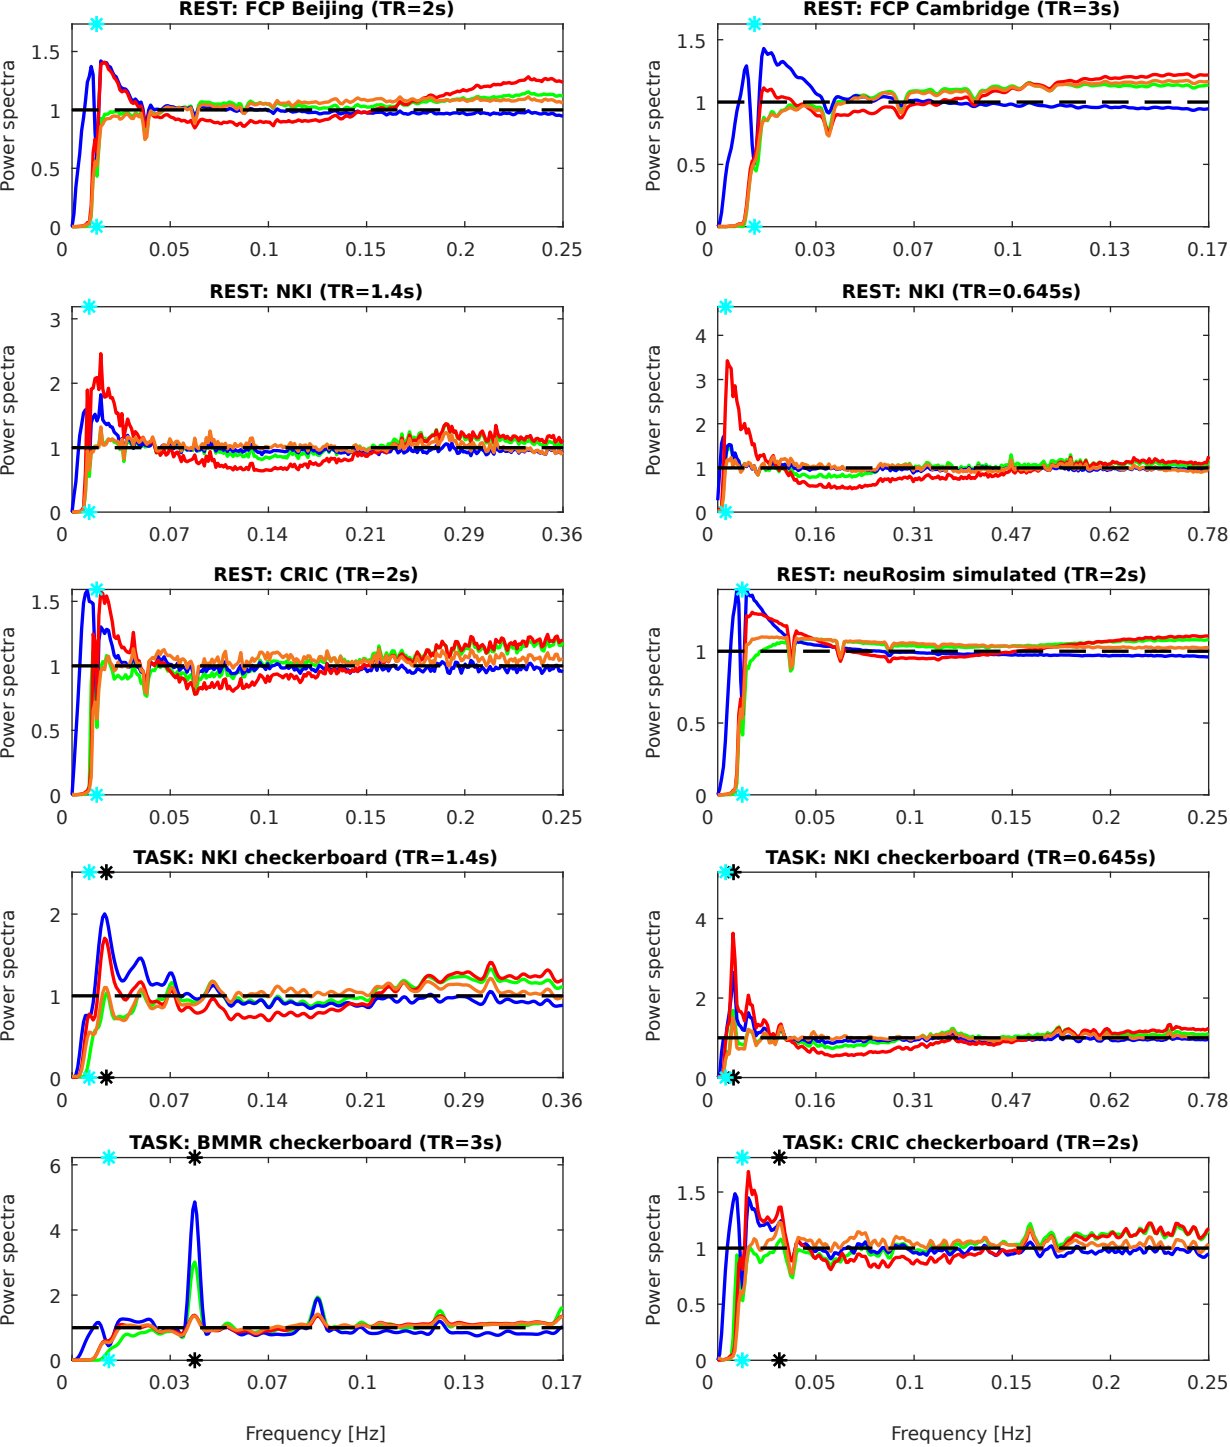 REST: FCP Beijing (TR=2s)
Power spectra
1.5
1
0.5
0
0 0.05 0.1 0.15 0.2 0.25
REST: FCP Cambridge (TR=3s)
Power spectra
1.5
1
0.5
0
0 0.03 0.07 0.1 0.13 0.17
REST: NKI (TR=1.4s)
Power spectra
3
2
1
0
0 0.07 0.14 0.21 0.29 0.36
REST: NKI (TR=0.645s)
Power spectra
4
3
2
1
0
0 0.16 0.31 0.47 0.62 0.78
REST: CRIC (TR=2s)
Power spectra
1.5
1
0.5
0
0 0.05 0.1 0.15 0.2 0.25
REST: neuRosim simulated (TR=2s)
Power spectra
1
0.5
0
0 0.05 0.1 0.15 0.2 0.25
TASK: NKI checkerboard (TR=1.4s)
Power spectra
2
1
0
0 0.07 0.14 0.21 0.29 0.36
TASK: NKI checkerboard (TR=0.645s)
Power spectra
4
2
0
0 0.16 0.31 0.47 0.62 0.78
TASK: BMMR checkerboard (TR=3s)
Power spectra
6
4
2
0
0 0.03 0.07 0.1 0.13 0.17
Frequency [Hz]
TASK: CRIC checkerboard (TR=2s)
Power spectra
1.5
1
0.5
0
0 0.05 0.1 0.15 0.2 0.25
Frequency [Hz]